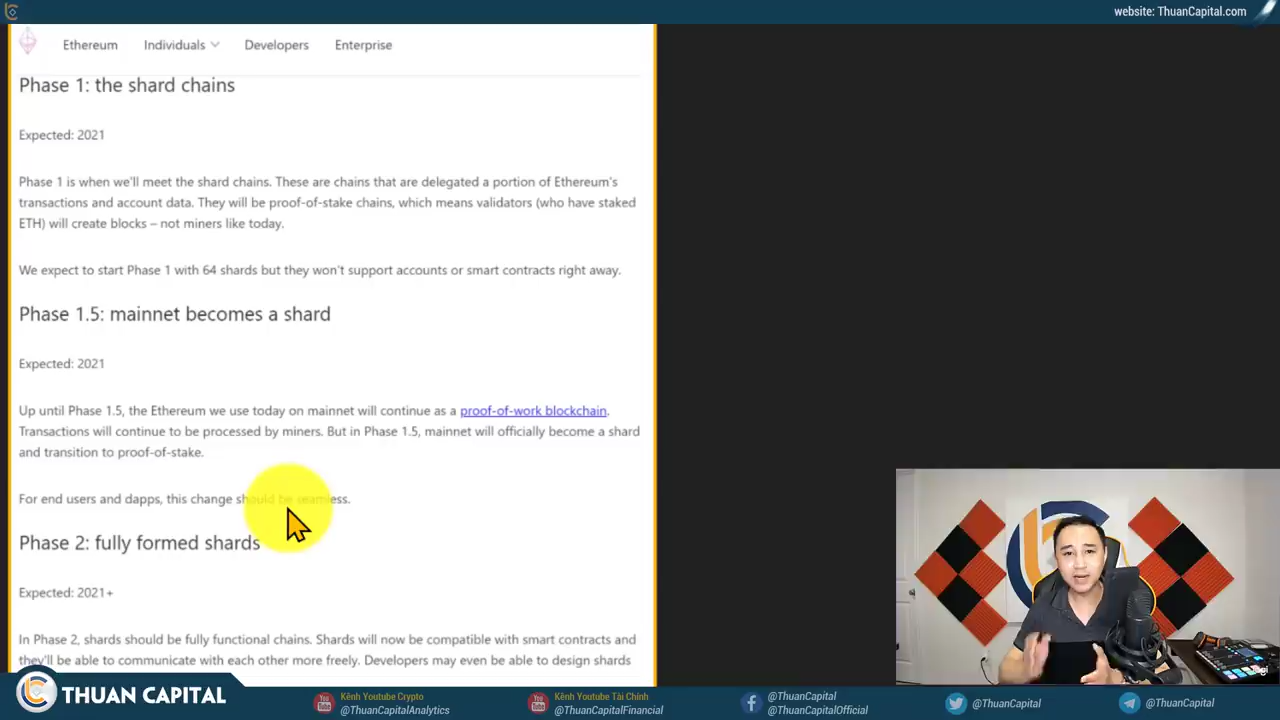 website: ThuanCapital.com
Ethereum Individuals Developers Enterprise
Phase 1: the shard chains
Expected: 2021
Phase 1 is when we'll meet the shard chains. These are chains that are delegated a portion of Ethereum's
transactions and account data. They will be proof-of-stake chains, which means validators (who have staked
ETH) will create blocks – not miners like today.
We expect to start Phase 1 with 64 shards but they won't support accounts or smart contracts right away.
Phase 1.5: mainnet becomes a shard
Expected: 2021
Up until Phase 1.5, the Ethereum we use today on mainnet will continue as a proof-of-work blockchain.
Transactions will continue to be processed by miners. But in Phase 1.5, mainnet will officially become a shard
and transition to proof-of-stake.
For end users and dapps, this change should be seamless.
Phase 2: fully formed shards
Expected: 2021+
In Phase 2, shards should be fully functional chains. Shards will now be compatible with smart contracts and
they'll be able to communicate with each other more freely. Developers may even be able to design shards
THUAN CAPITAL
Kênh Youtube Crypto
@ThuanCapitalAnalytics
Kênh Youtube Tài Chính
@ThuanCapitalFinancial
@ThuanCapital
@ThuanCapitalOfficial
@ThuanCapital
@ThuanCapital